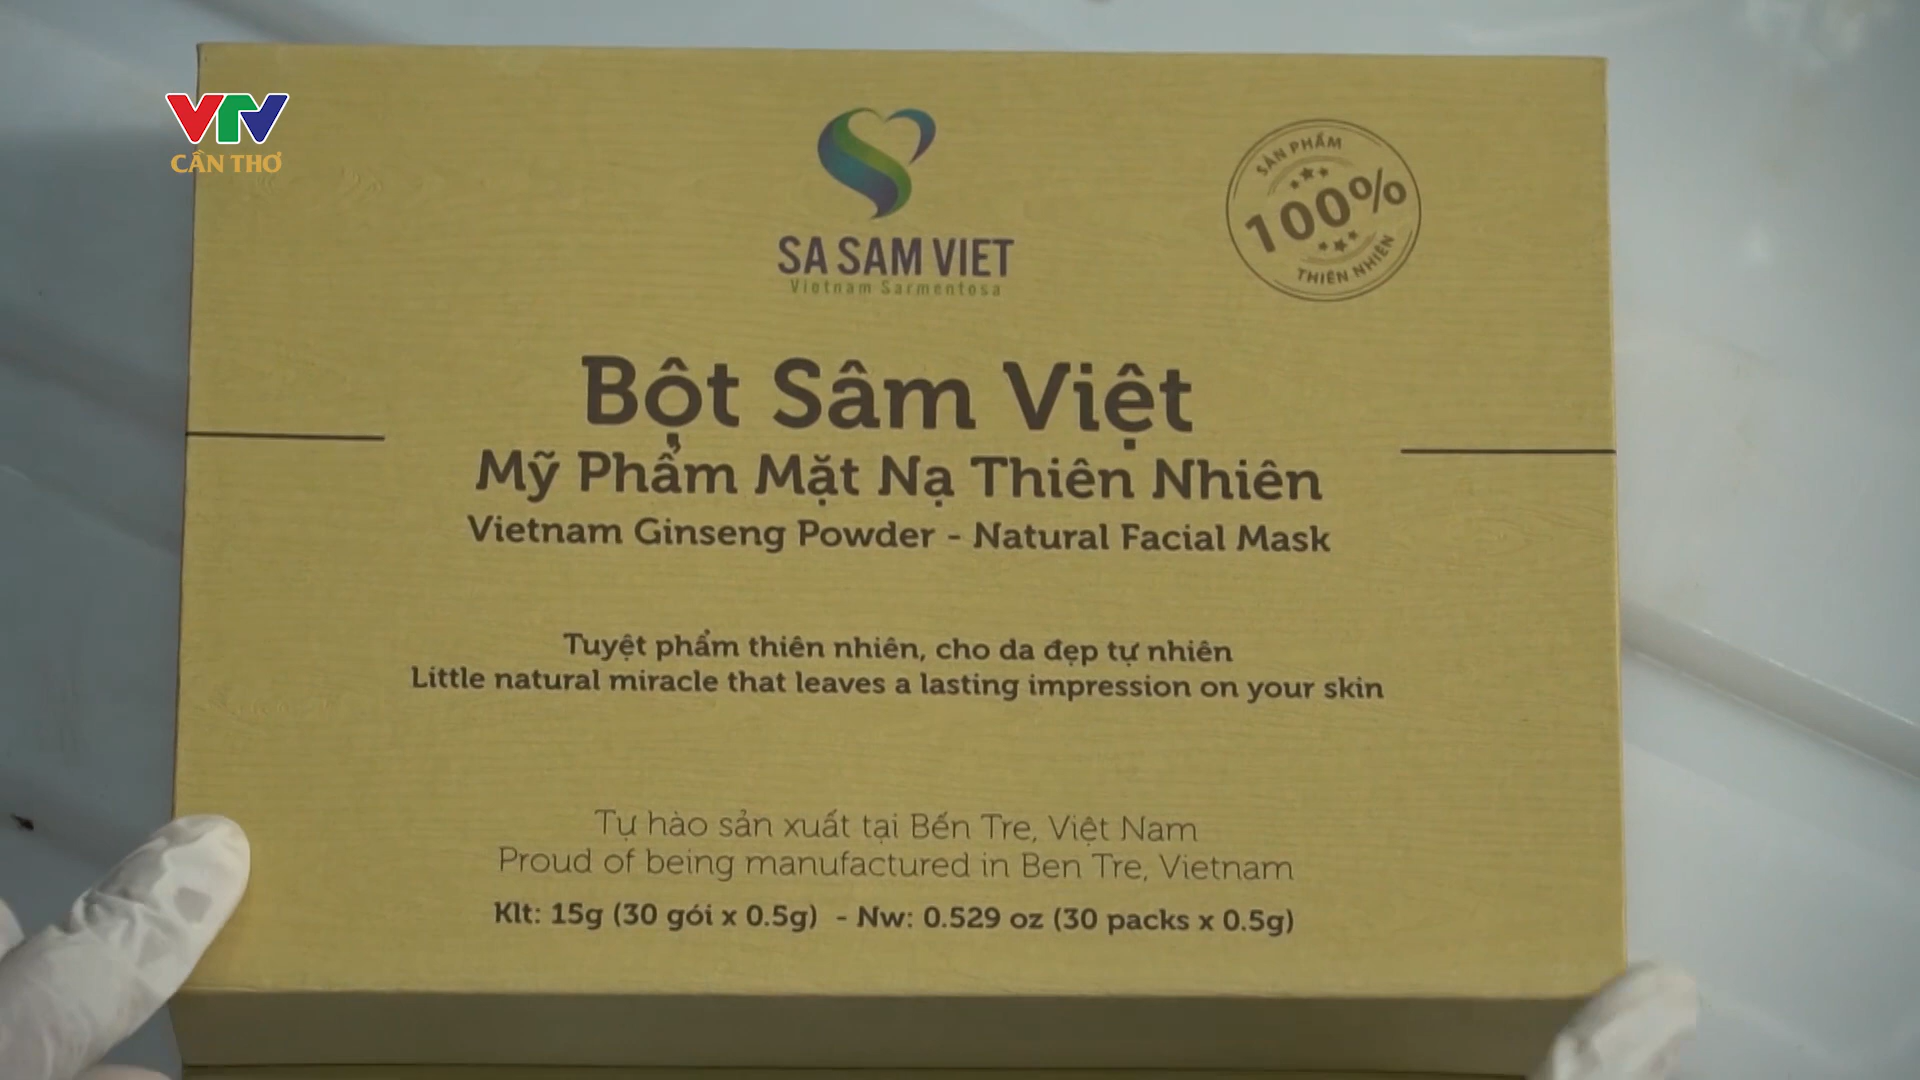 VTV
CẦN THƠ
SA SAM VIET
Vietnam Sarmentosa
SẢN PHẨM
100%
THIÊN NHIÊN
Bột Sâm Việt
Mỹ Phẩm Mặt Nạ Thiên Nhiên
Vietnam Ginseng Powder - Natural Facial Mask
Tuyệt phẩm thiên nhiên, cho da đẹp tự nhiên
Little natural miracle that leaves a lasting impression on your skin
Tự hào sản xuất tại Bến Tre, Việt Nam
Proud of being manufactured in Ben Tre, Vietnam
Klt: 15g (30 gói x 0.5g) - Nw: 0.529 oz (30 packs x 0.5g)